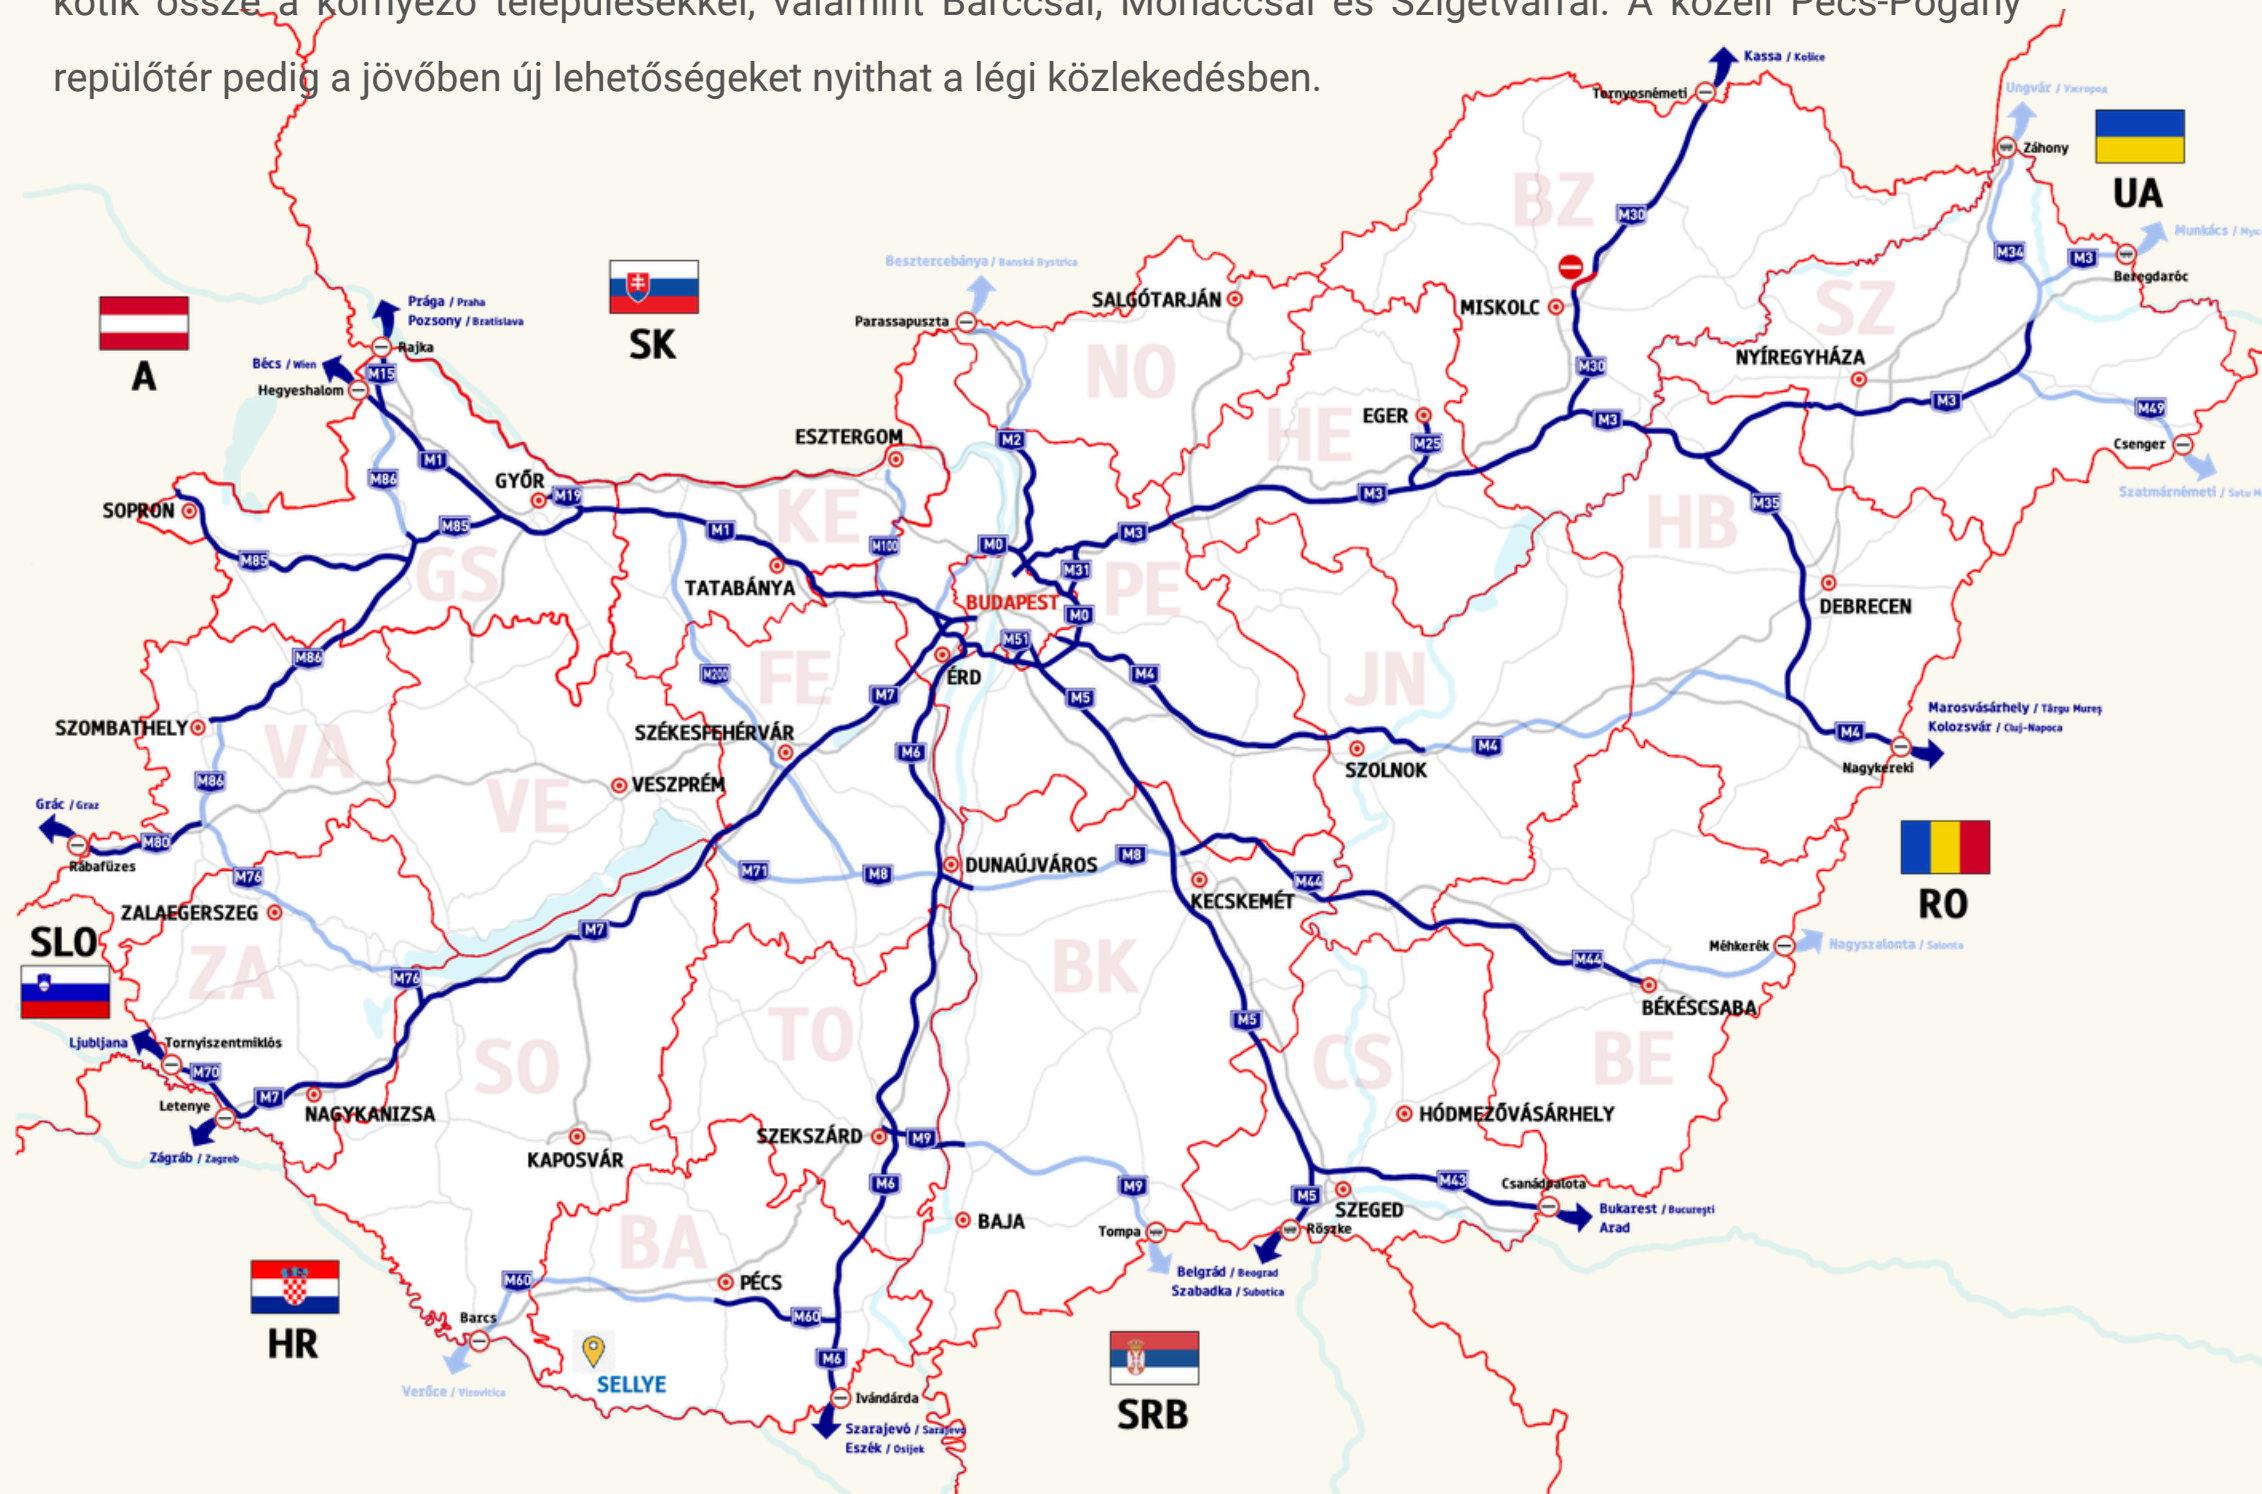 kötik össze a környező településekkel, valamint Barccsal, Moháccsal és Szigetvárral. A közeli Pécs-Pogány
repülőtér pedig a jövőben új lehetőségeket nyithat a légi közlekedésben.
Kassa / Košice
Tornyosnémeti
Ungvár / Ужгород
Záhony
UA
BZ
M30
Munkács /
M34
M3
Beregdaróc
Besztercebánya / Banská Bystrica
Parassapuszta
SALGÓTARJÁN
MISKOLC
SZ
Prága / Praha
Pozsony / Bratislava
SK
A
Rajka
Bécs / Wien
M15
Hegyeshalom
NO
M30
NYÍREGYHÁZA
M3
M49
HE
EGER
M25
M3
Csenger
ESZTERGOM
M2
M1
M86
GYŐR
M19
Szatmárnémeti / Satu M
SOPRON
M85
M1
KE
M100
M0
M3
M3
HB
M35
M85
GS
TATABÁNYA
M31
PE
BUDAPEST
M0
DEBRECEN
M51
M86
M200
FE
ÉRD
M4
JN
M7
M5
SZOMBATHELY
VA
SZÉKESFEHÉRVÁR
M6
Marosvásárhely / Târgu Mureș
Kolozsvár / Cluj-Napoca
M4
M4
Nagykereki
SZOLNOK
M86
VE
VESZPRÉM
Grác / Graz
M80
Rábafüzes
M76
M71
M8
DUNAÚJVÁROS
M8
KECSKEMÉT
M44
RO
ZALAEGERSZEG
SLO
M7
Méhkerék
Nagyszalonta / Salonta
ZA
M76
BK
M44
BÉKÉSCSABA
Ljubljana
Tornyiszentmiklós
M70
TO
M5
SO
CS
BE
Letenye
M7
NAGYKANIZSA
HÓDMEZŐVÁSÁRHELY
Zágráb / Zagreb
KAPOSVÁR
SZEKSZÁRD
M9
M6
M9
M43
Csanádpalota
M5
SZEGED
Bukarest / București
Arad
BA
BAJA
Tompa
Röszke
Belgrád / Beograd
Szabadka / Subotica
M60
PÉCS
M60
HR
Barcs
M6
SELLYE
Verőce / Virovitica
Ivándárda
SRB
Szarajevó / Sarajevo
Eszék / Osijek